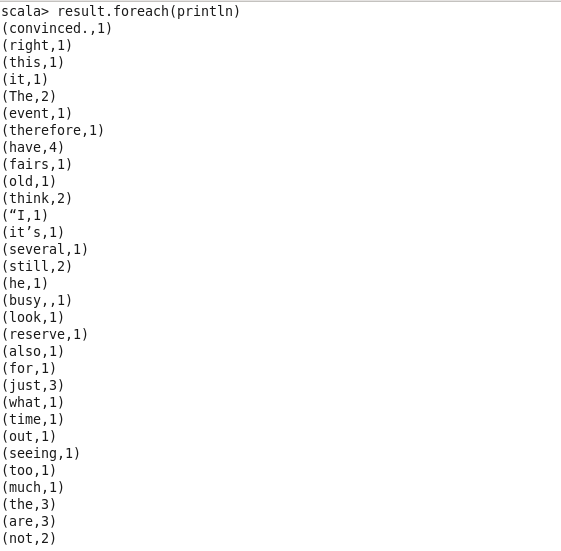 scala> result.foreach(println)
(convinced.,1)
(right,1)
(this,1)
(it,1)
(The,2)
(event,1)
(therefore,1)
(have,4)
(fairs,1)
(old,1)
(think,2)
(“I,1)
(it’s,1)
(several,1)
(still,2)
(he,1)
(busy,,1)
(look,1)
(reserve,1)
(also,1)
(for,1)
(just,3)
(what,1)
(time,1)
(out,1)
(seeing,1)
(too,1)
(much,1)
(the,3)
(are,3)
(not,2)